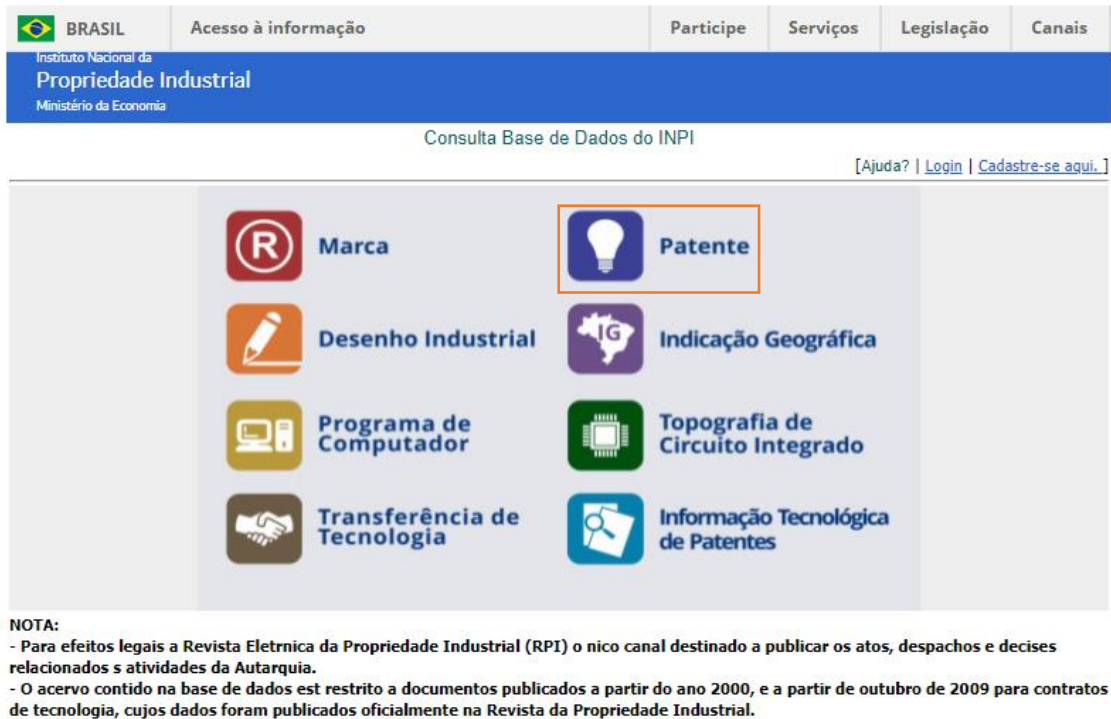 BRASIL Acesso à informação Participe Serviços Legislação Canais
Instituto Nacional da
Propriedade Industrial
Ministério da Economia
Consulta Base de Dados do INPI
[Ajuda? | Login | Cadastre-se aqui. ]
R Marca Patente
Desenho Industrial IG Indicação Geográfica
Programa de
Computador
Topografia de
Circuito Integrado
Transferência de
Tecnologia
Informação Tecnológica
de Patentes
NOTA:
- Para efeitos legais a Revista Eletrnica da Propriedade Industrial (RPI) o nico canal destinado a publicar os atos, despachos e decises
relacionados s atividades da Autarquia.
- O acervo contido na base de dados est restrito a documentos publicados a partir do ano 2000, e a partir de outubro de 2009 para contratos
de tecnologia, cujos dados foram publicados oficialmente na Revista da Propriedade Industrial.